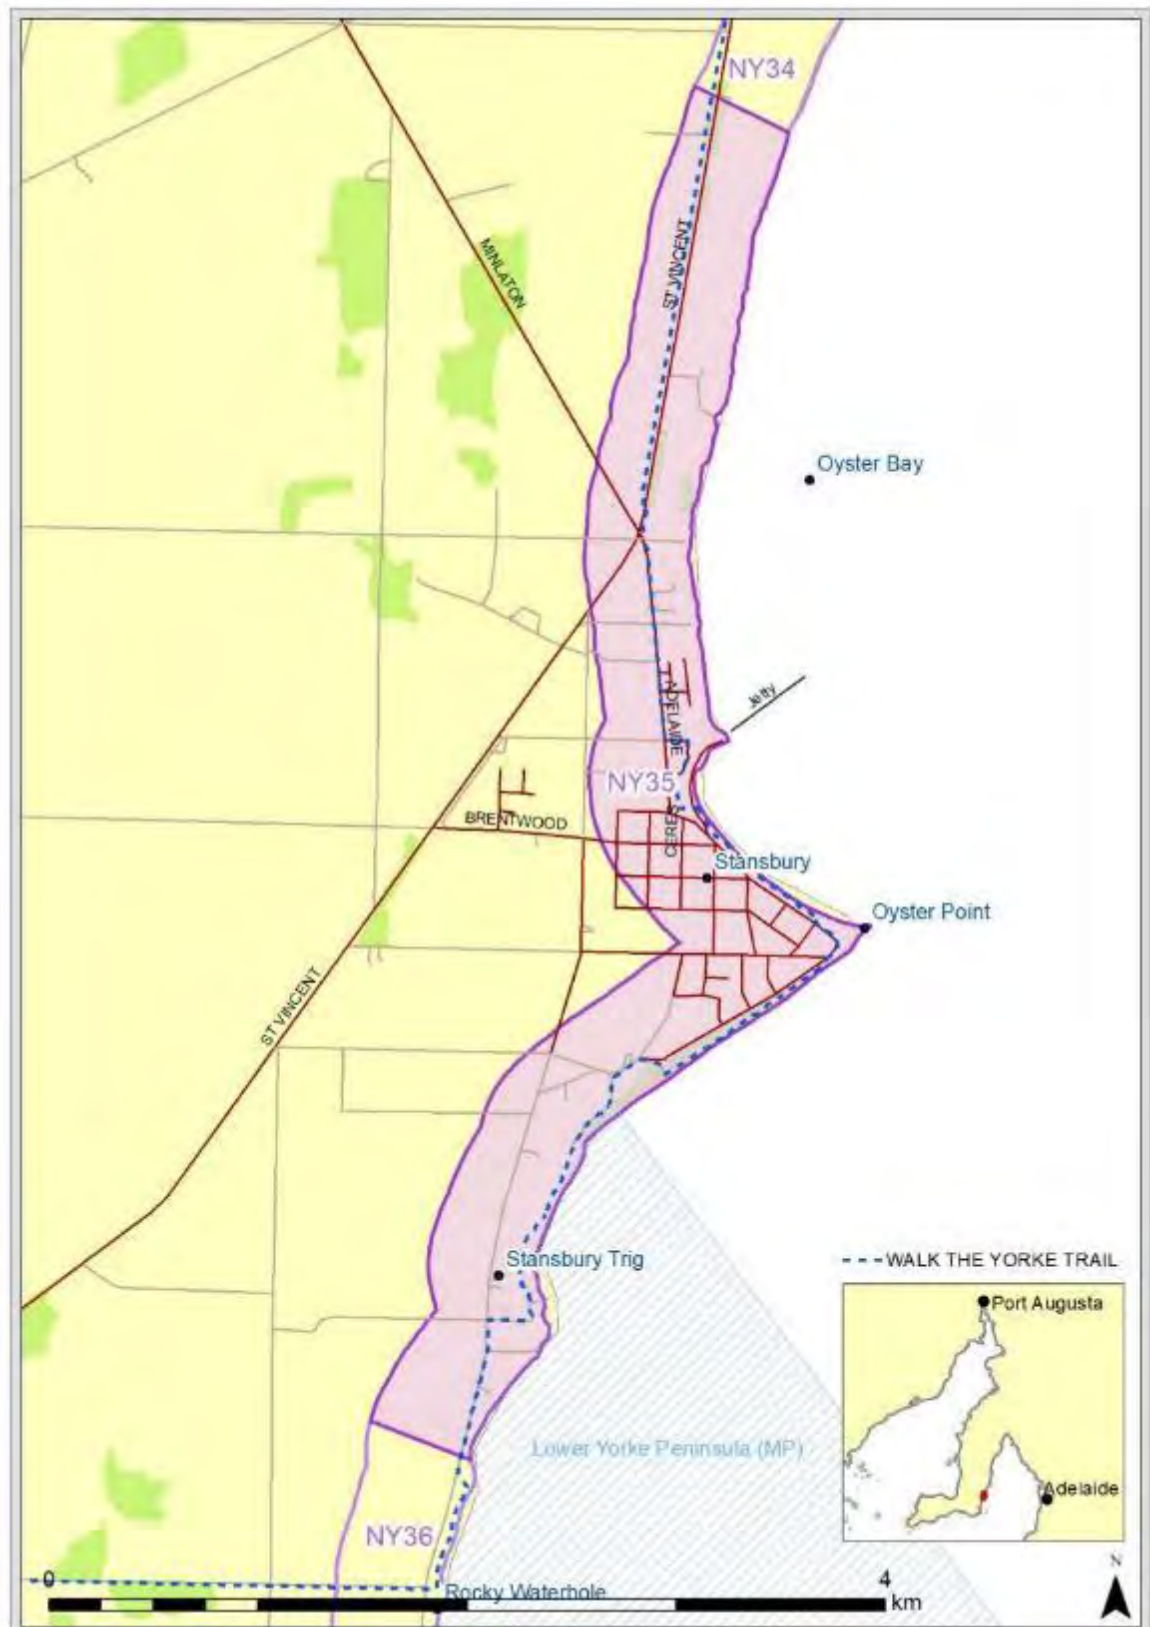 NY34
MINLATON
ST VINCENT
Oyster Bay
ADELAIDE
Jetty
NY35
BRENTWOOD
CERES
Stansbury
Oyster Point
ST VINCENT
Stansbury Trig
WALK THE YORKE TRAIL
Port Augusta
Lower Yorke Peninsula (MP)
Adelaide
NY36
N
0
4
Rocky Waterhole
km